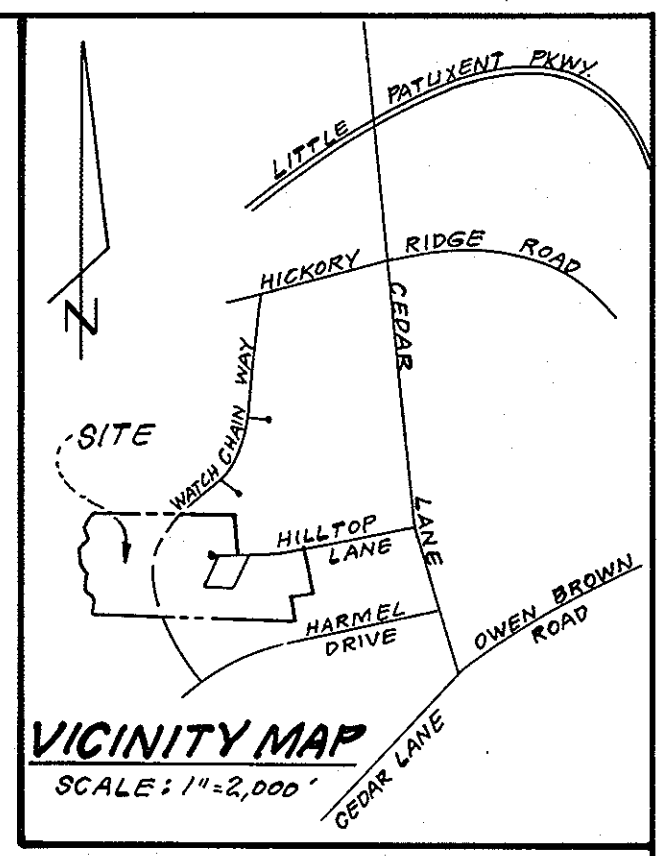 LITTLE PATUXENT PKWY.
HICKORY RIDGE ROAD
CEDAR LANE
N
WATCH CHAIN WAY
SITE
HILLTOP
LANE
HARMEL
DRIVE
OWEN BROWN
ROAD
CEDAR LANE
VICINITY MAP
SCALE: 1"=2,000'